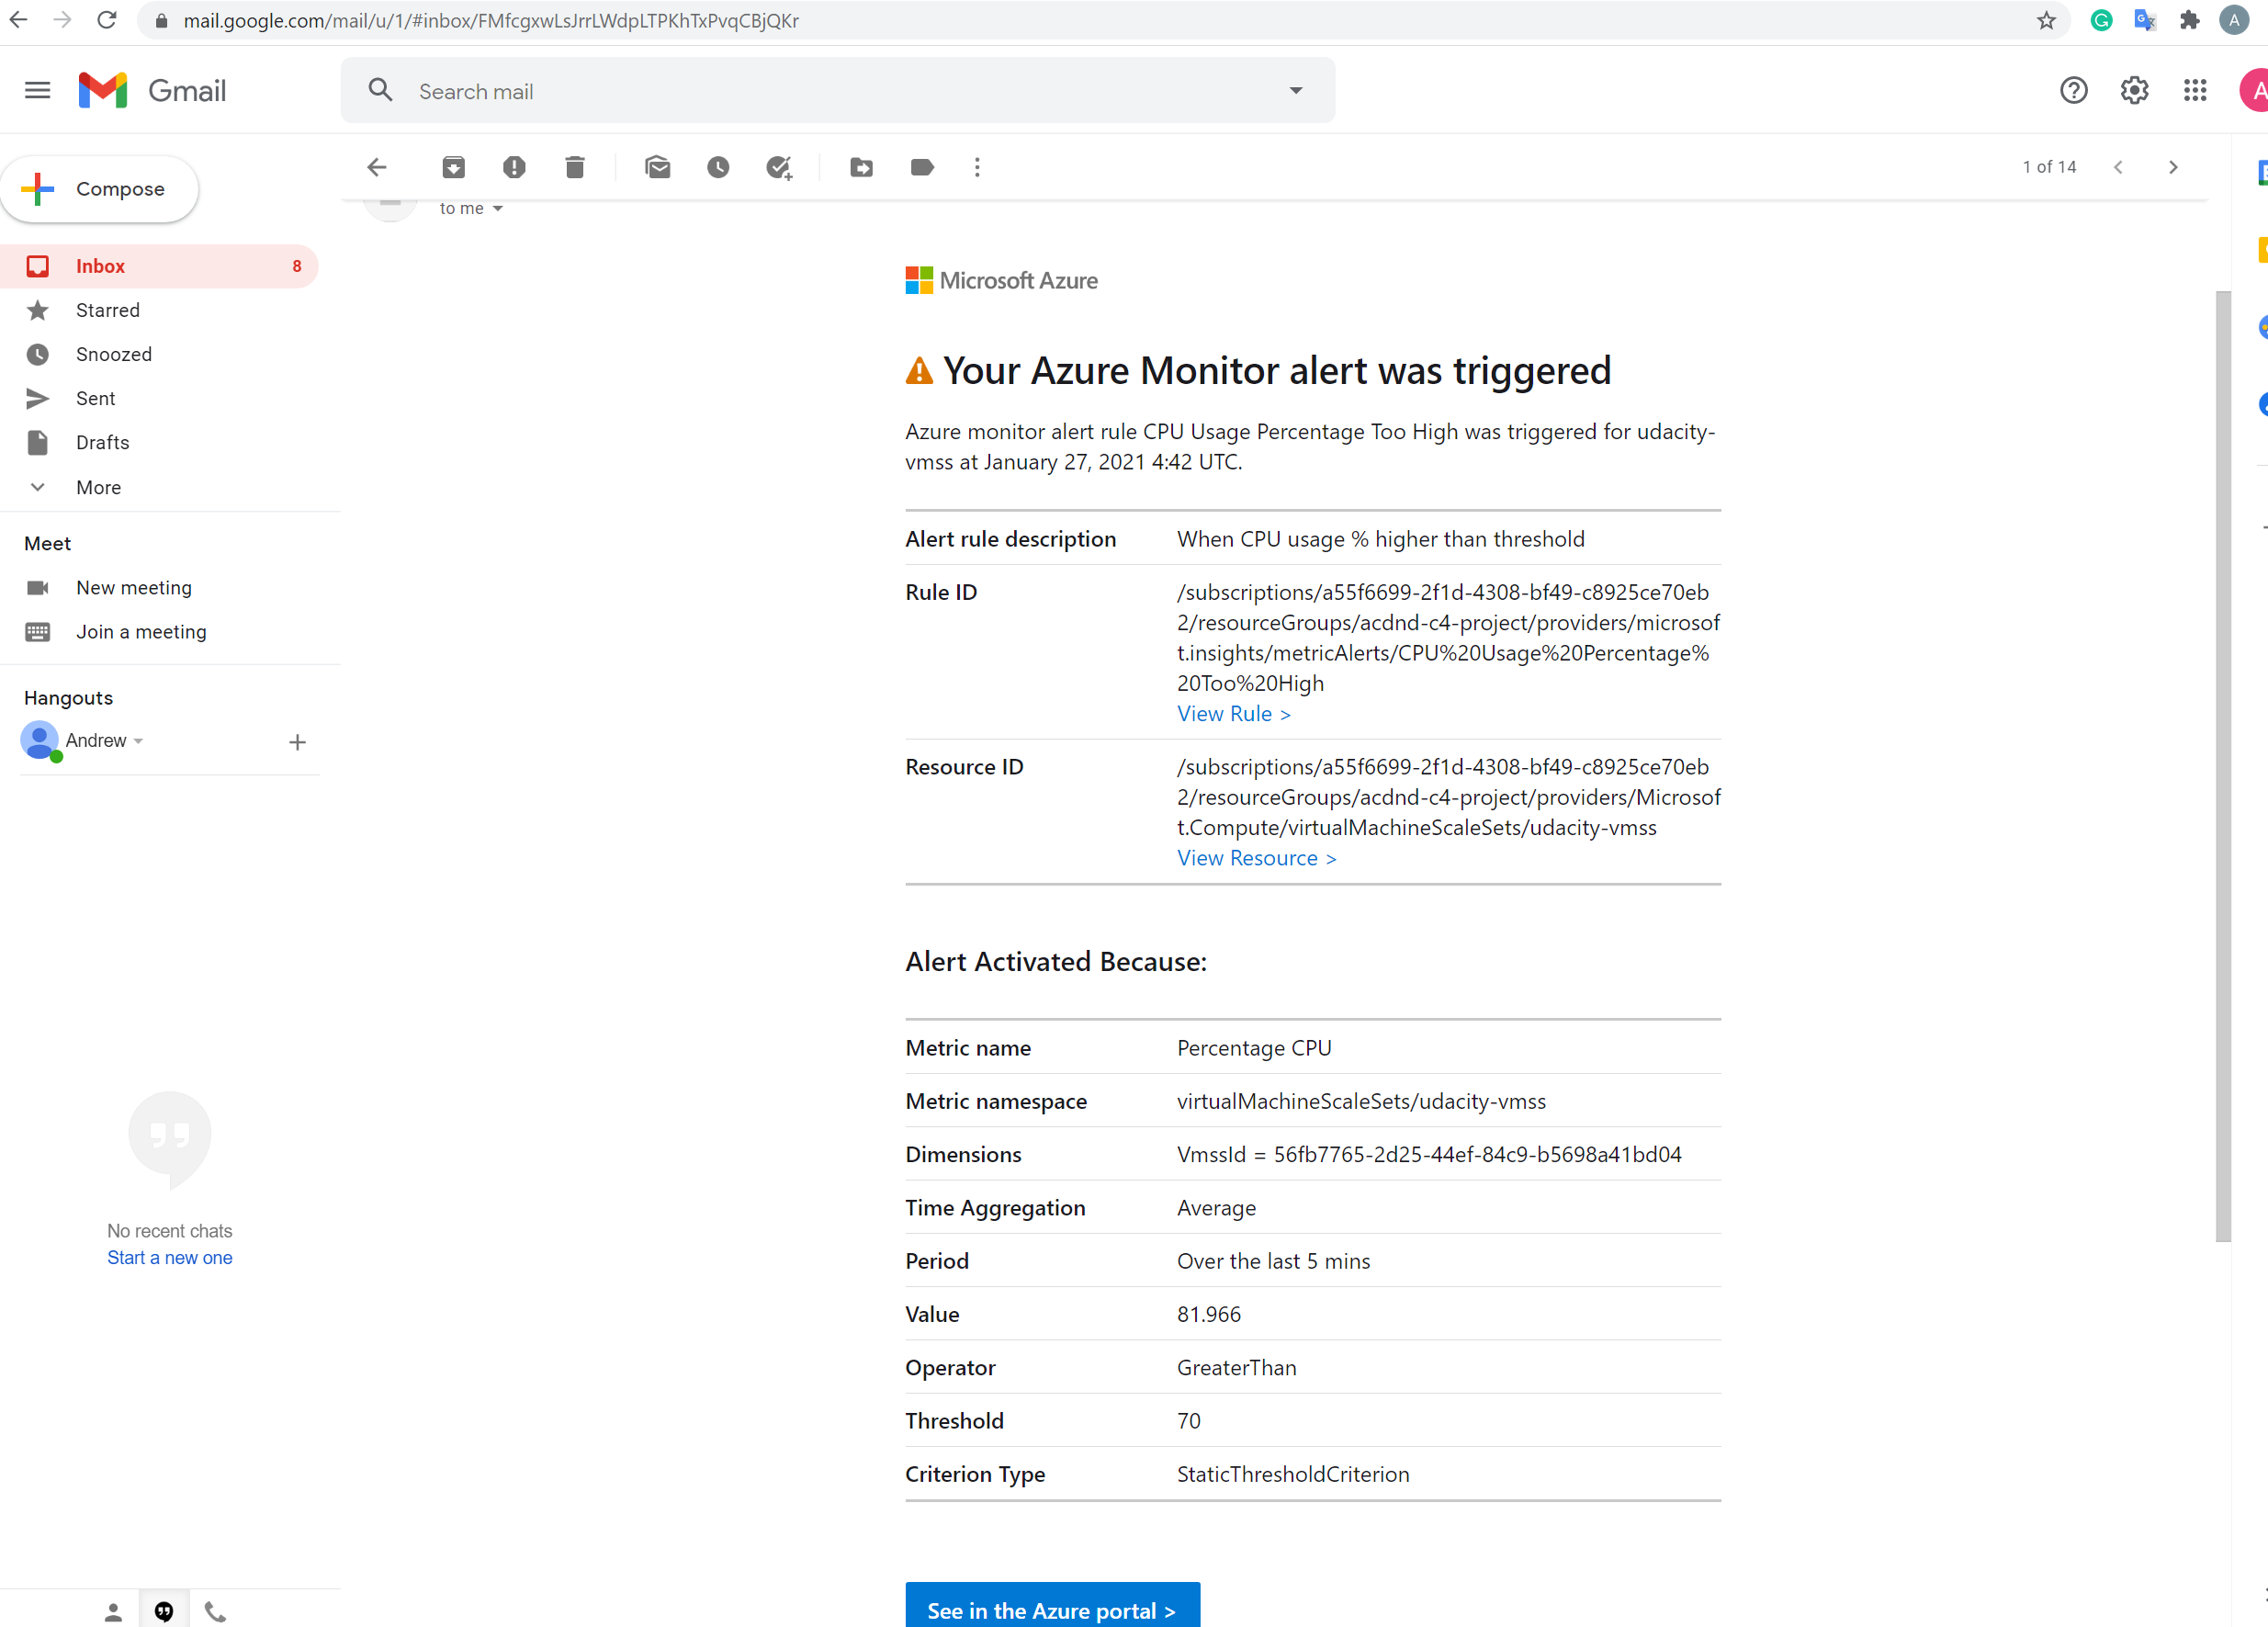 mail.google.com/mail/u/1/#inbox/FMfcgxwLsJrrLWdpLTPKhTxPvqCBjQKr
A
Gmail
Search mail
A
Compose
1 of 14
to me
Inbox 8
Starred
Snoozed
Sent
Drafts
More
Meet
New meeting
Join a meeting
Hangouts
Andrew
No recent chats
Start a new one
Microsoft Azure
Your Azure Monitor alert was triggered
Azure monitor alert rule CPU Usage Percentage Too High was triggered for udacity-
vmss at January 27, 2021 4:42 UTC.
Alert rule description When CPU usage % higher than threshold
Rule ID /subscriptions/a55f6699-2f1d-4308-bf49-c8925ce70eb
2/resourceGroups/acdnd-c4-project/providers/microsof
t.insights/metricAlerts/CPU%20Usage%20Percentage%
20Too%20High
View Rule >
Resource ID /subscriptions/a55f6699-2f1d-4308-bf49-c8925ce70eb
2/resourceGroups/acdnd-c4-project/providers/Microsof
t.Compute/virtualMachineScaleSets/udacity-vmss
View Resource >
Alert Activated Because:
Metric name Percentage CPU
Metric namespace virtualMachineScaleSets/udacity-vmss
Dimensions VmssId = 56fb7765-2d25-44ef-84c9-b5698a41bd04
Time Aggregation Average
Period Over the last 5 mins
Value 81.966
Operator GreaterThan
Threshold 70
Criterion Type StaticThresholdCriterion
See in the Azure portal >